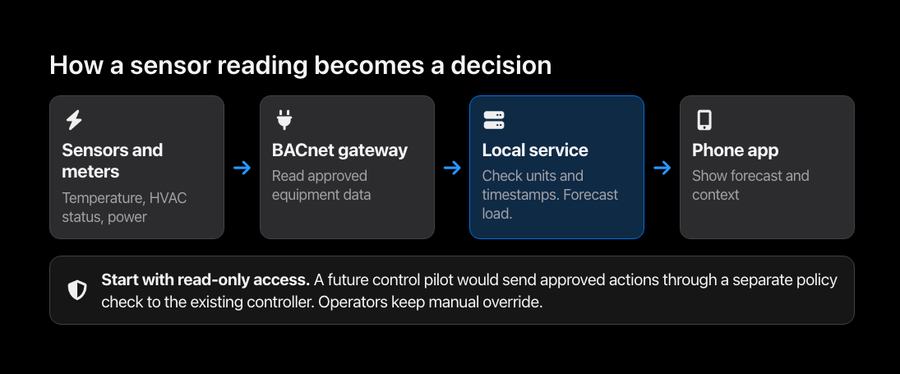 How a sensor reading becomes a decision
Sensors and
meters
Temperature, HVAC
status, power
BACnet gateway
Read approved
equipment data
Local service
Check units and
timestamps. Forecast
load.
Phone app
Show forecast and
context
Start with read-only access. A future control pilot would send approved actions through a separate policy
check to the existing controller. Operators keep manual override.